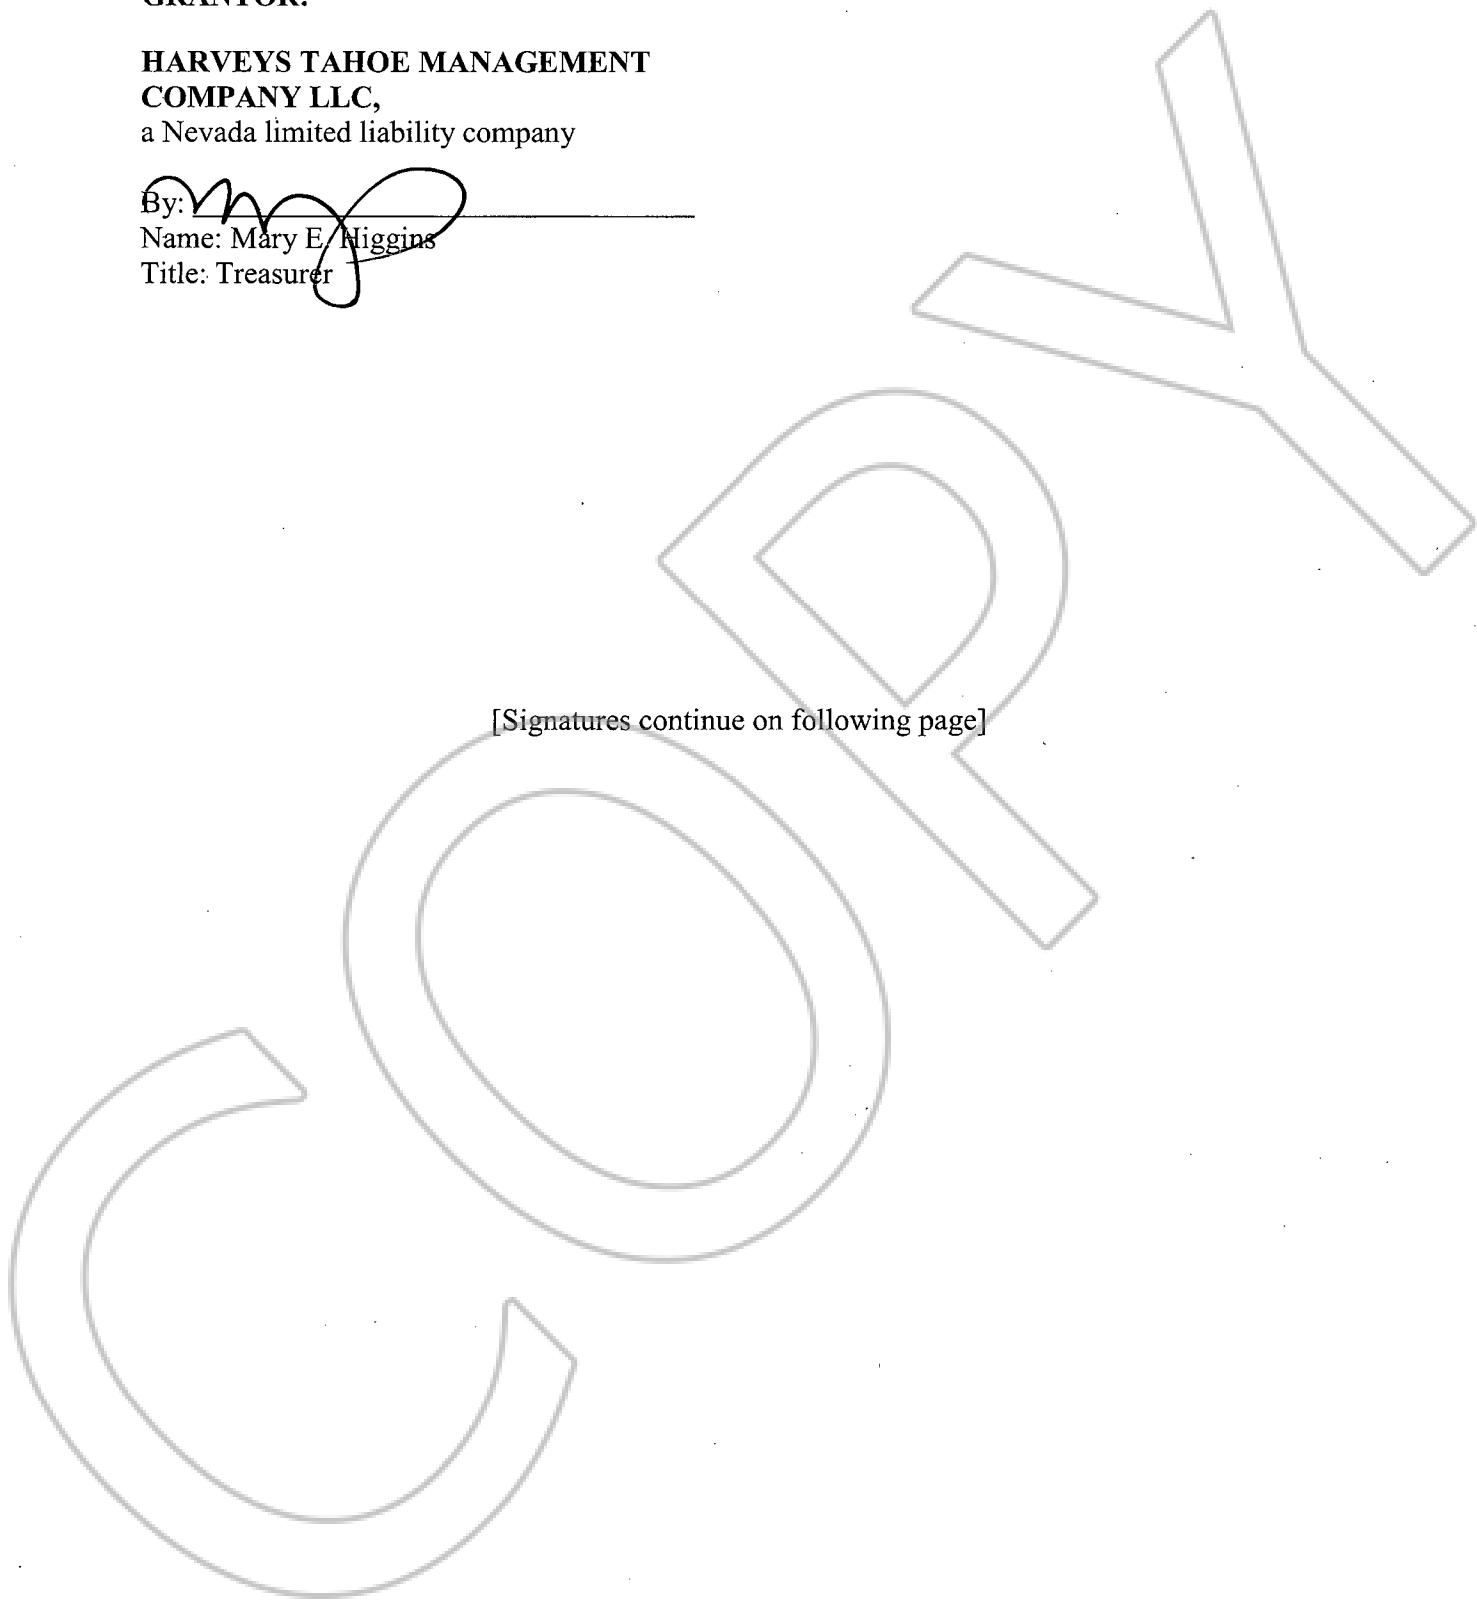 GRANTOR:
HARVEYS TAHOE MANAGEMENT
COMPANY LLC,
a Nevada limited liability company
By:
Name: Mary E. Higgins
Title: Treasurer
[Signatures continue on following page]
COPY